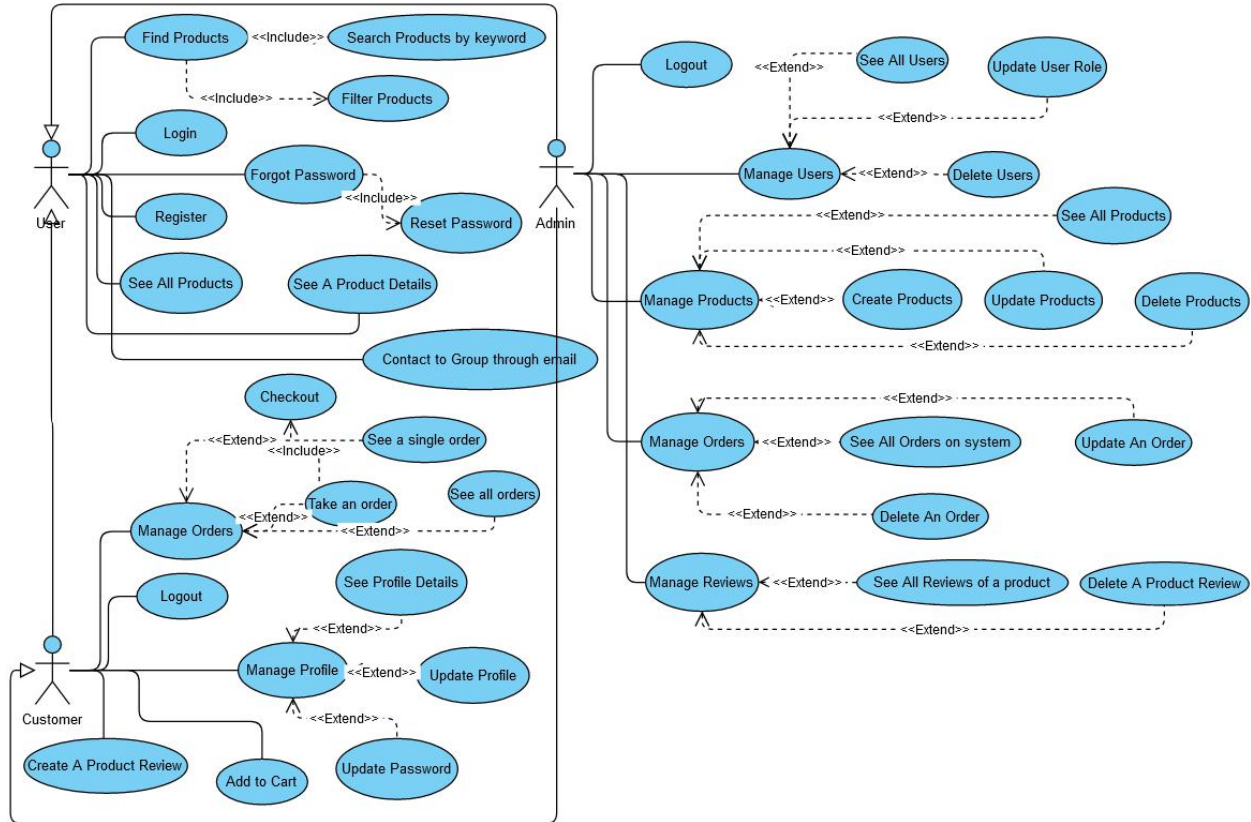 Find Products
<<Include>>
Search Products by keyword
<<Include>>
Filter Products
Login
Forgot Password
<<Include>>
Reset Password
User
Register
See All Products
See A Product Details
Contact to Group through email
Admin
Logout
<<Extend>>
See All Users
Update User Role
<<Extend>>
Manage Users
<<Extend>>
Delete Users
<<Extend>>
See All Products
<<Extend>>
Manage Products
<<Extend>>
Create Products
Update Products
Delete Products
<<Extend>>
<<Extend>>
Manage Orders
<<Extend>>
See All Orders on system
Update An Order
<<Extend>>
Delete An Order
Manage Reviews
<<Extend>>
See All Reviews of a product
Delete A Product Review
<<Extend>>
Checkout
<<Extend>>
See a single order
<<Include>>
See all orders
Take an order
<<Extend>>
Manage Orders
<<Extend>>
Logout
See Profile Details
<<Extend>>
Manage Profile
<<Extend>>
Update Profile
<<Extend>>
Customer
Create A Product Review
Add to Cart
Update Password